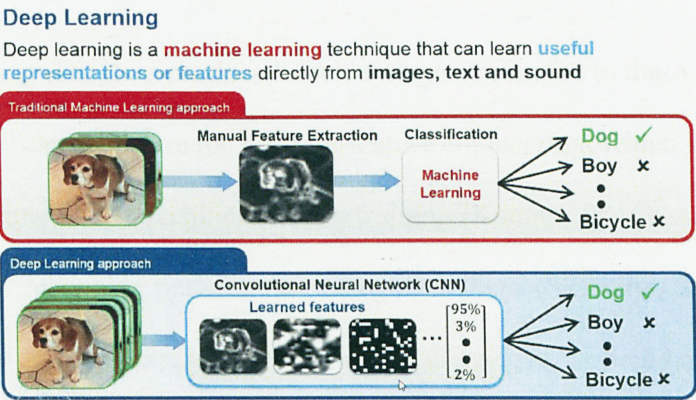 Deep Learning
Deep learning is a machine learning technique that can learn useful
representations or features directly from images, text and sound
Traditional Machine Learning approach
Manual Feature Extraction
Classification
Machine
Learning
Dog ✓
Boy ×
Bicycle ×
Deep Learning approach
Convolutional Neural Network (CNN)
Learned features
...
95%
3%
2%
Dog ✓
Boy ×
Bicycle ×